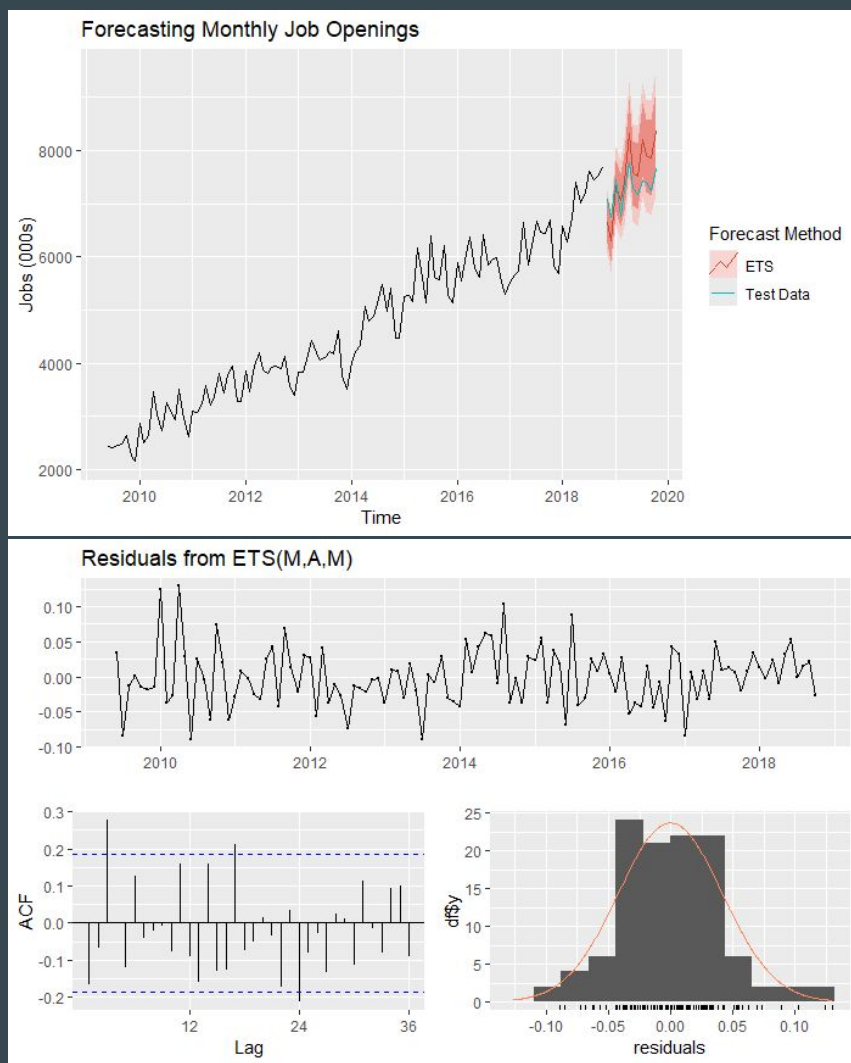 Forecasting Monthly Job Openings
8000
6000
4000
2000
Jobs (000s)
2010 2012 2014 2016 2018 2020
Time
Forecast Method
ETS
Test Data
Residuals from ETS(M,A,M)
0.10
0.05
0.00
-0.05
-0.10
2010 2012 2014 2016 2018
0.3
0.2
0.1
0.0
-0.1
-0.2
ACF
12 24 36
Lag
25
20
15
10
5
0
df$y
-0.10 -0.05 0.00 0.05 0.10
residuals